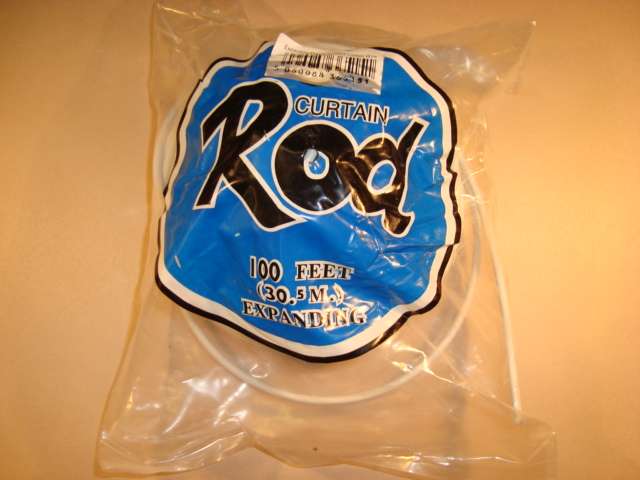 CURTAIN
Rod
100 FEET
(30.5 M.)
EXPANDING